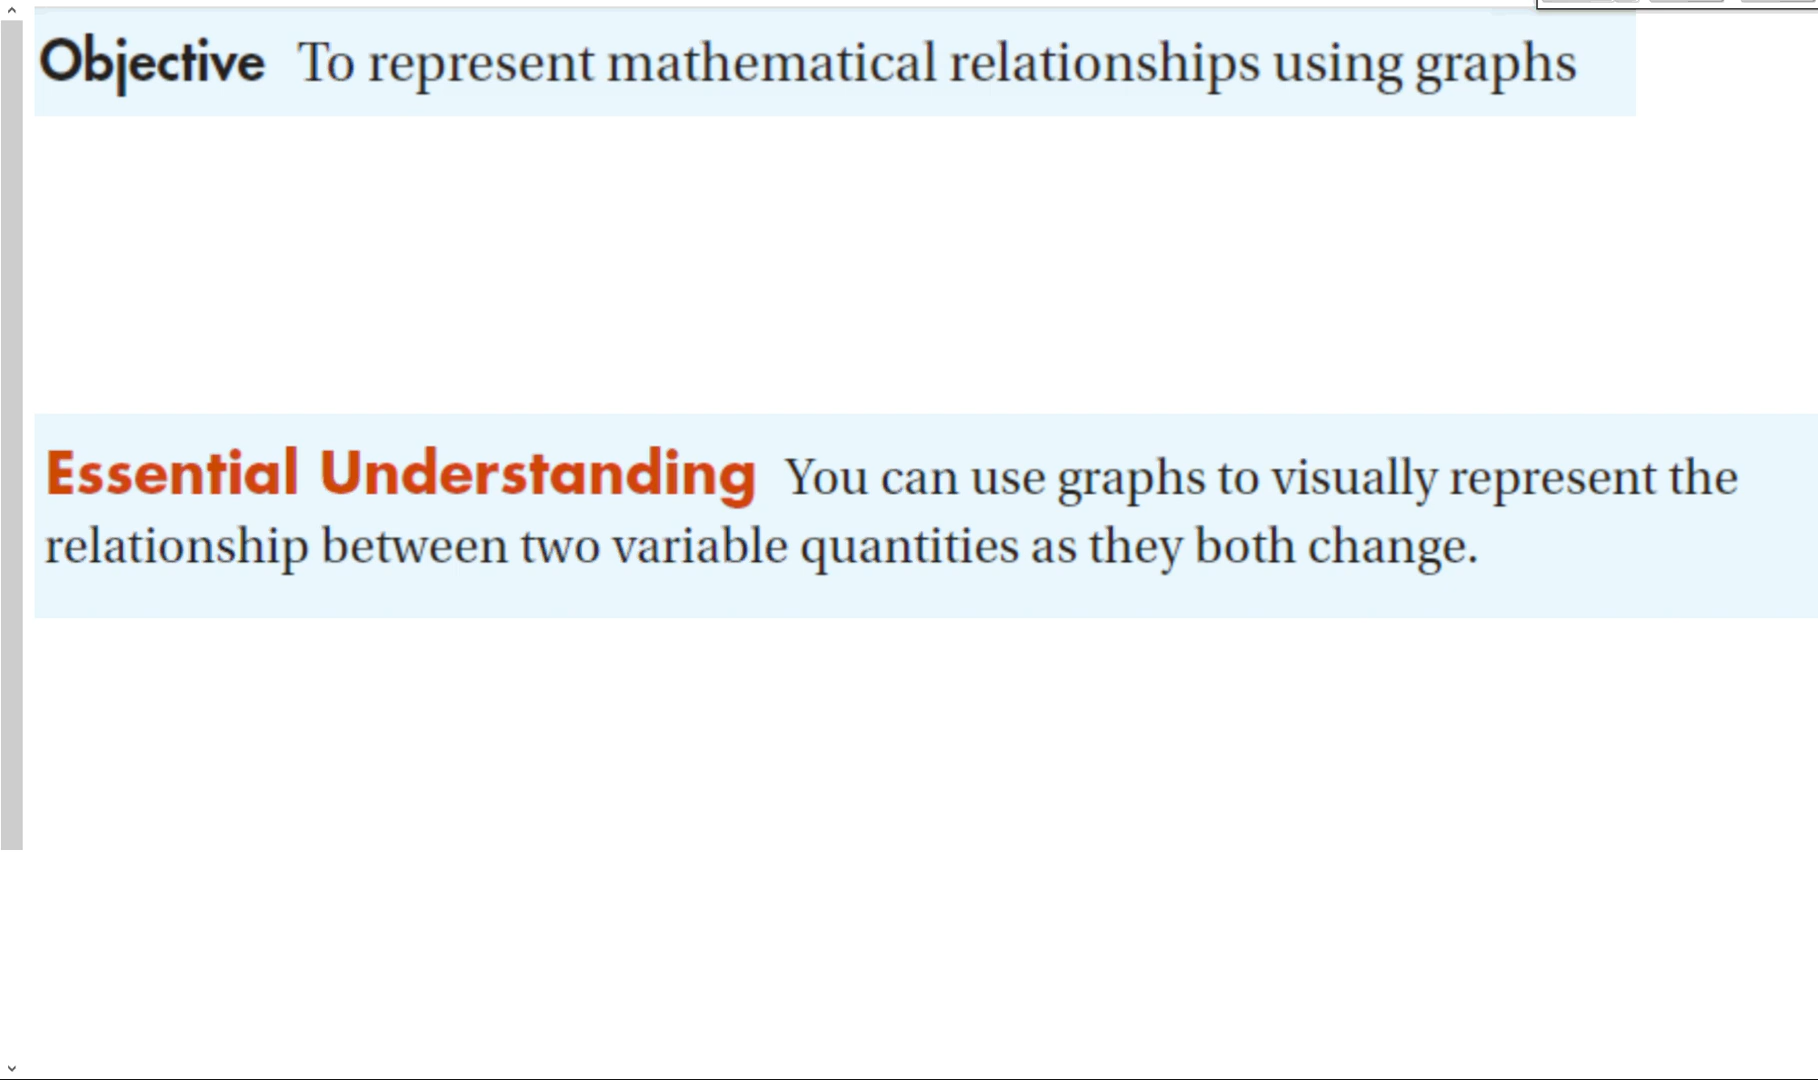 Objective To represent mathematical relationships using graphs
Essential Understanding You can use graphs to visually represent the
relationship between two variable quantities as they both change.